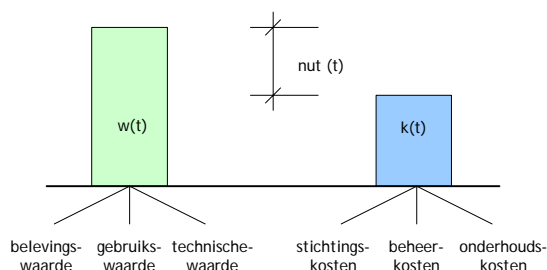 nut (t)
w(t)
k(t)
belevings-
waarde
gebruiks-
waarde
technische-
waarde
stichtings-
kosten
beheer-
kosten
onderhouds-
kosten